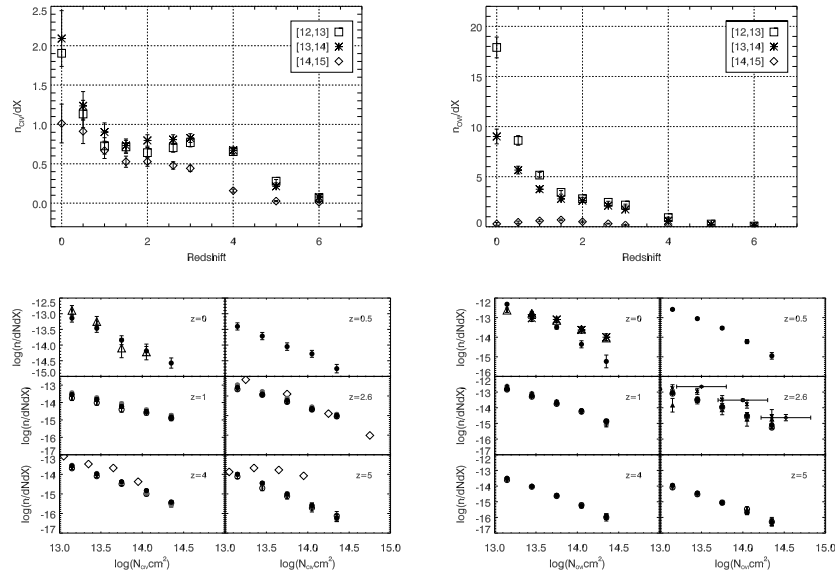 [12,13]
[13,14]
[14,15]
n_CIV/dX
2.5
2.0
1.5
1.0
0.5
0.0
0 2 4 6
Redshift
[12,13]
[13,14]
[14,15]
n_OVI/dX
20
15
10
5
0
0 2 4 6
Redshift
log(n/dNdX)
-12.5
-13.0
-13.5
-14.0
-14.5
-15.0
z=0
z=0.5
log(n/dNdX)
-13
-14
-15
-16
z=1
z=2.6
log(n/dNdX)
-13
-14
-15
-16
-17
z=4
z=5
13.0 13.5 14.0 14.5 13.0 13.5 14.0 14.5 15.0
log(N_CIV cm²)
log(N_CIV cm²)
log(n/dNdX)
-12
-13
-14
-15
-16
z=0
z=0.5
log(n/dNdX)
-13
-14
-15
-16
z=1
z=2.6
log(n/dNdX)
-13
-14
-15
-16
-17
z=4
z=5
13.0 13.5 14.0 14.5 13.0 13.5 14.0 14.5 15.0
log(N_OVI cm²)
log(N_OVI cm²)